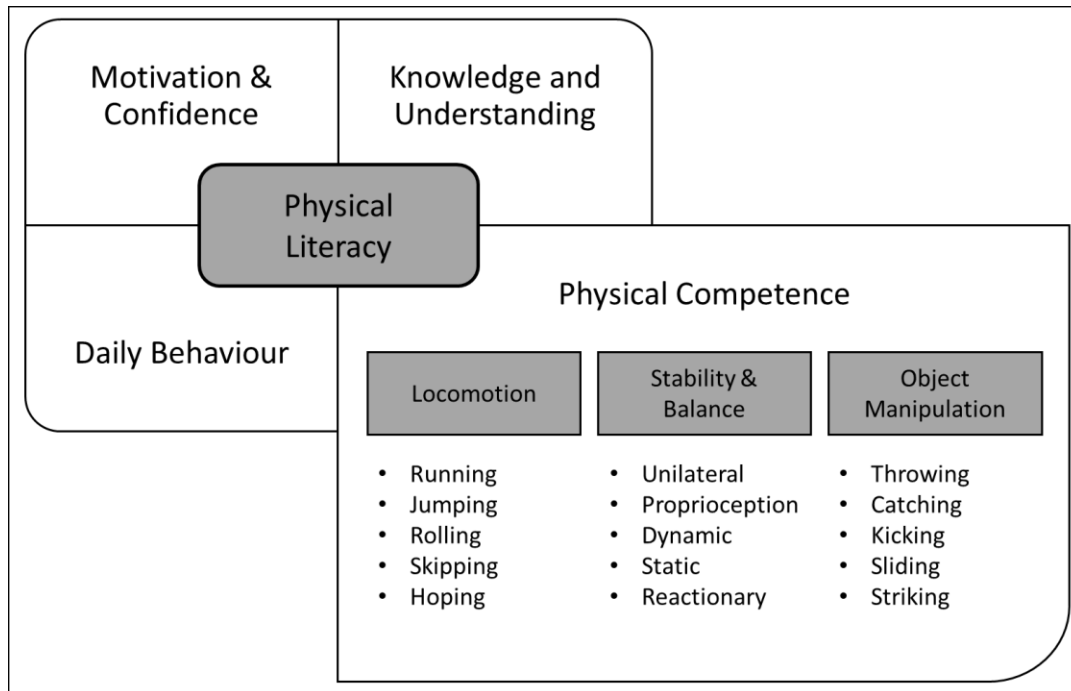 Motivation &
Confidence
Knowledge and
Understanding
Physical
Literacy
Daily Behaviour
Physical Competence
Locomotion
• Running
• Jumping
• Rolling
• Skipping
• Hoping
Stability &
Balance
• Unilateral
• Proprioception
• Dynamic
• Static
• Reactionary
Object
Manipulation
• Throwing
• Catching
• Kicking
• Sliding
• Striking